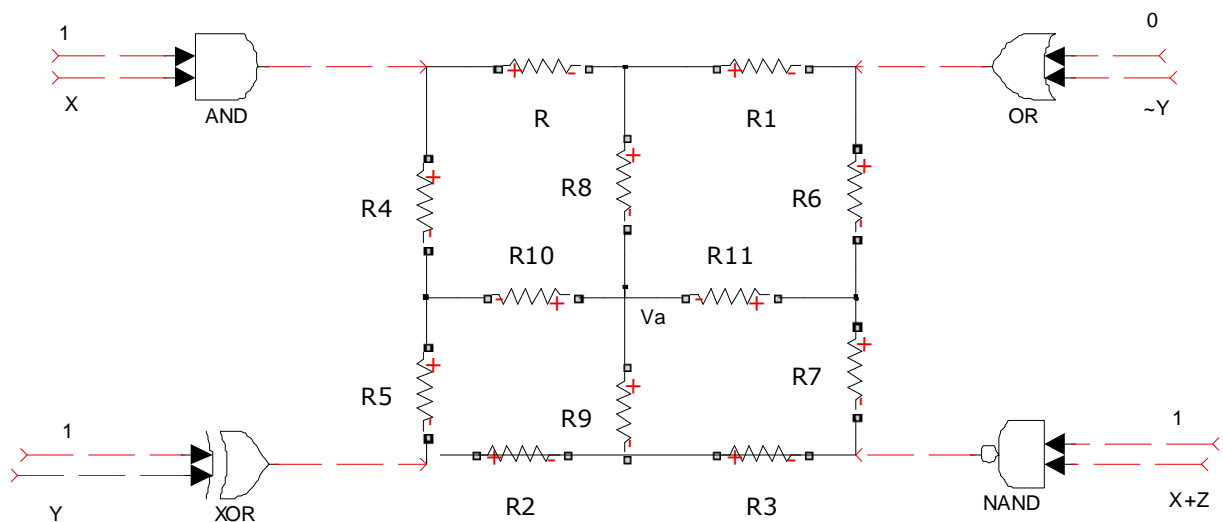 1
0
X
AND
R
R1
OR
~Y
R8
R4
R6
R10
R11
Va
R5
R9
R7
1
1
Y
XOR
R2
R3
NAND
X+Z